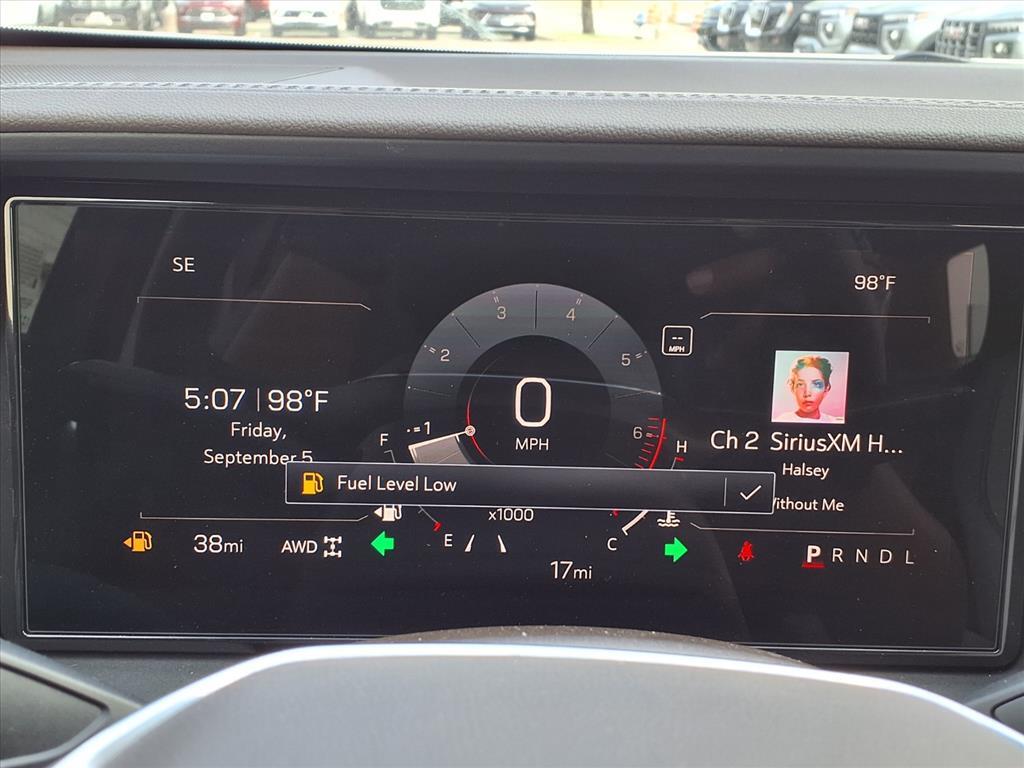 SE
98°F
3
4
2
5
-- MPH
5:07 | 98°F
Friday,
September 5
0
MPH
1
6
F
H
Ch 2 SiriusXM H...
Halsey
Fuel Level Low
Without Me
x1000
38mi
AWD
E
C
P R N D L
17mi